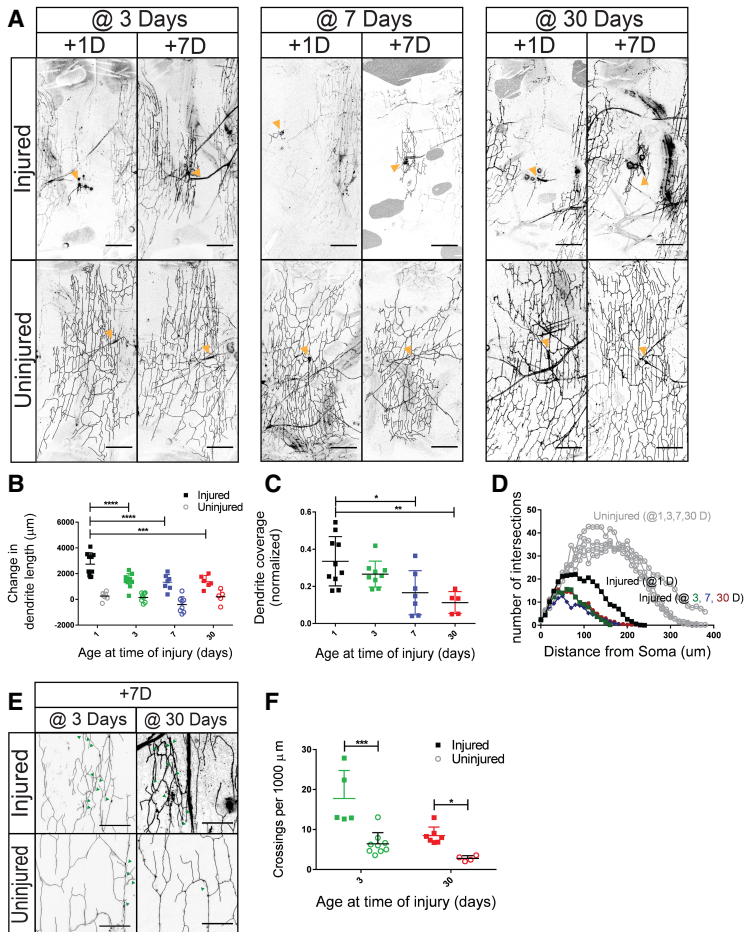 A
@ 3 Days
@ 7 Days
@ 30 Days
+1D
+7D
+1D
+7D
+1D
+7D
Injured
Uninjured
B
Injured
Uninjured
****
****
***
Change in
dendrite length (μm)
6000
4000
2000
0
-2000
1
3
7
30
Age at time of injury (days)
C
*
**
Dendrite coverage
(normalized)
0.6
0.4
0.2
0.0
1
3
7
30
Age at time of injury (days)
D
Uninjured (@1,3,7,30 D)
Injured (@1 D)
Injured (@ 3, 7, 30 D)
number of intersections
50
40
30
20
10
0
0
100
200
300
400
Distance from Soma (um)
E
+7D
@ 3 Days
@ 30 Days
Injured
Uninjured
F
***
*
Injured
Uninjured
Crossings per 1000 μ m
30
20
10
0
3
30
Age at time of injury (days)